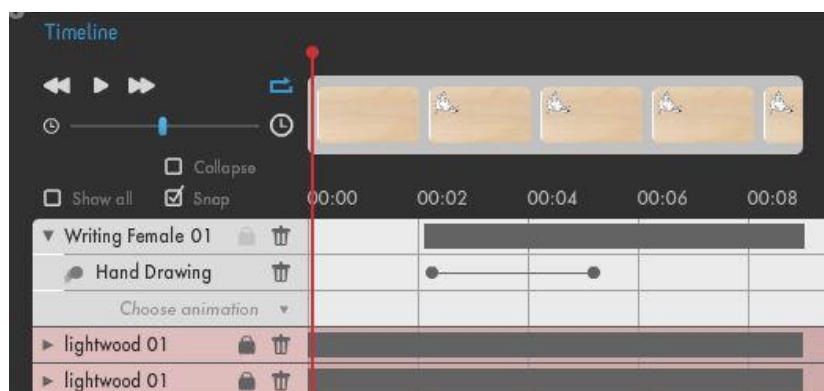 Timeline
Collapse
Show all Snap 00:00 00:02 00:04 00:06 00:08
Writing Female 01
Hand Drawing
Choose animation
lightwood 01
lightwood 01